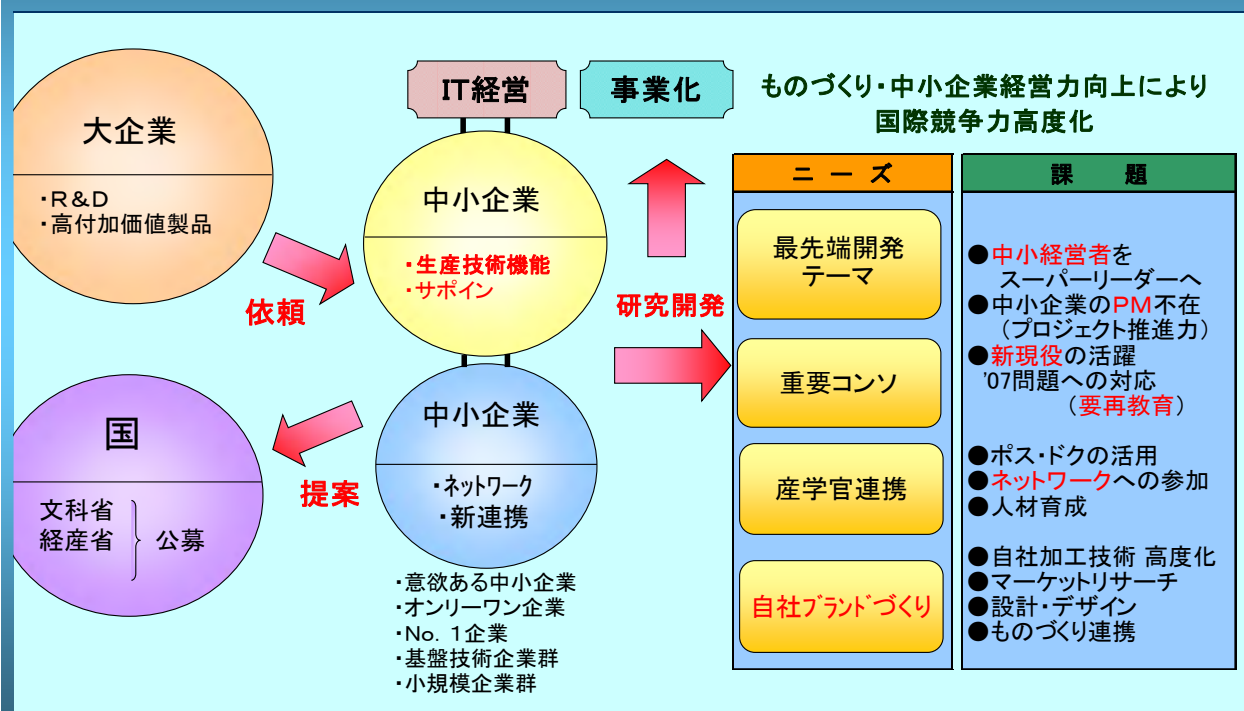 大企業
・R&D
・高付加価値製品
依頼
国
文科省
経産省
公募
提案
IT経営
事業化
中小企業
・生産技術機能
・サポイン
中小企業
・ネットワーク
・新連携
・意欲ある中小企業
・オンリーワン企業
・No．1企業
・基盤技術企業群
・小規模企業群
研究開発
ものづくり・中小企業経営力向上により
国際競争力高度化
ニーズ
最先端開発
テーマ
重要コンソ
産学官連携
自社ブランドづくり
課題
●中小経営者を
スーパーリーダーへ
●中小企業のPM不在
（プロジェクト推進力）
●新現役の活躍
'07問題への対応
（要再教育）
●ポス・ドクの活用
●ネットワークへの参加
●人材育成
●自社加工技術 高度化
●マーケットリサーチ
●設計・デザイン
●ものづくり連携